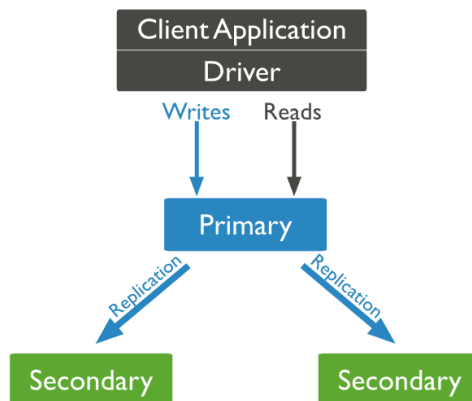 Client Application
Driver
Writes Reads
Primary
Replication Replication
Secondary Secondary